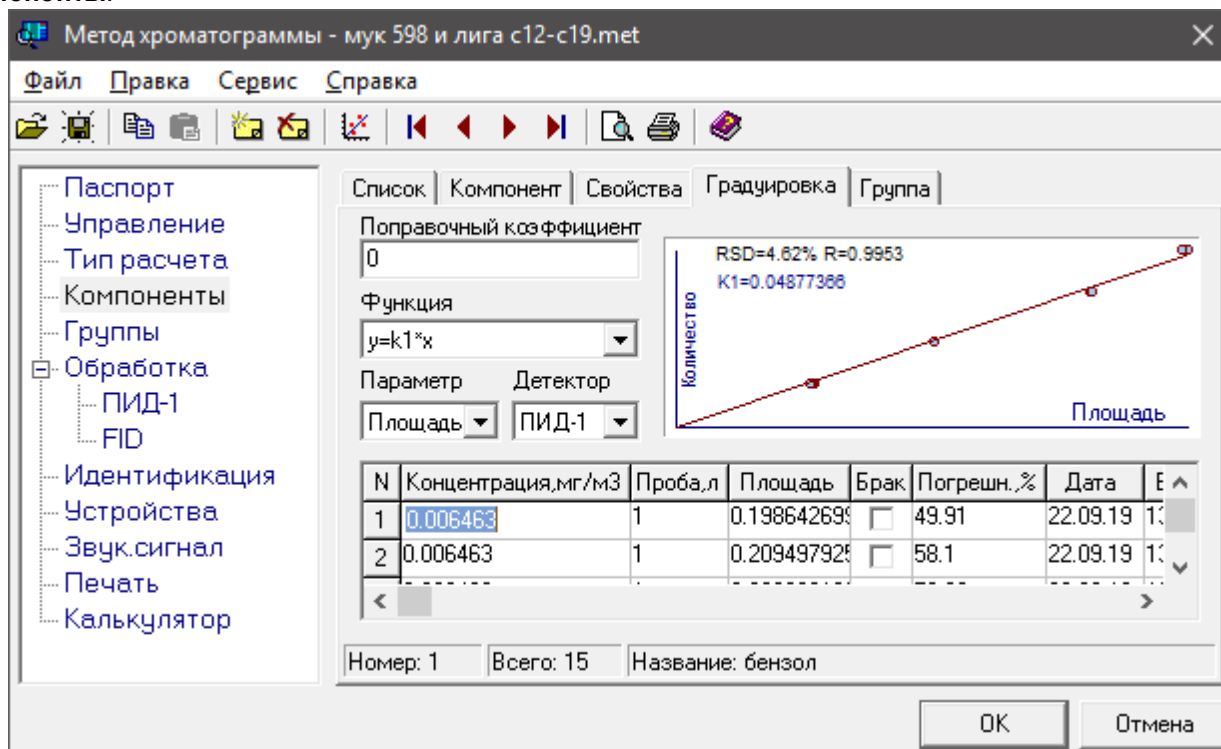 Метод хроматограммы - мук 598 и лига с12-с19.met
Файл Правка Сервис Справка
Паспорт
Управление
Тип расчета
Компоненты
Группы
Обработка
ПИД-1
FID
Идентификация
Устройства
Звук.сигнал
Печать
Калькулятор
Список Компонент Свойства Градуировка Группа
Поправочный коэффициент
0
Функция
y=k1*x
Параметр Детектор
Площадь ПИД-1
RSD=4.62% R=0.9953
K1=0.04877366
Количество
Площадь
N Концентрация,мг/м3 Проба,л Площадь Брак Погрешн.,% Дата
1 0.006463 1 0.198642699 49.91 22.09.19
2 0.006463 1 0.209497925 58.1 22.09.19
Номер: 1 Всего: 15 Название: бензол
OK Отмена